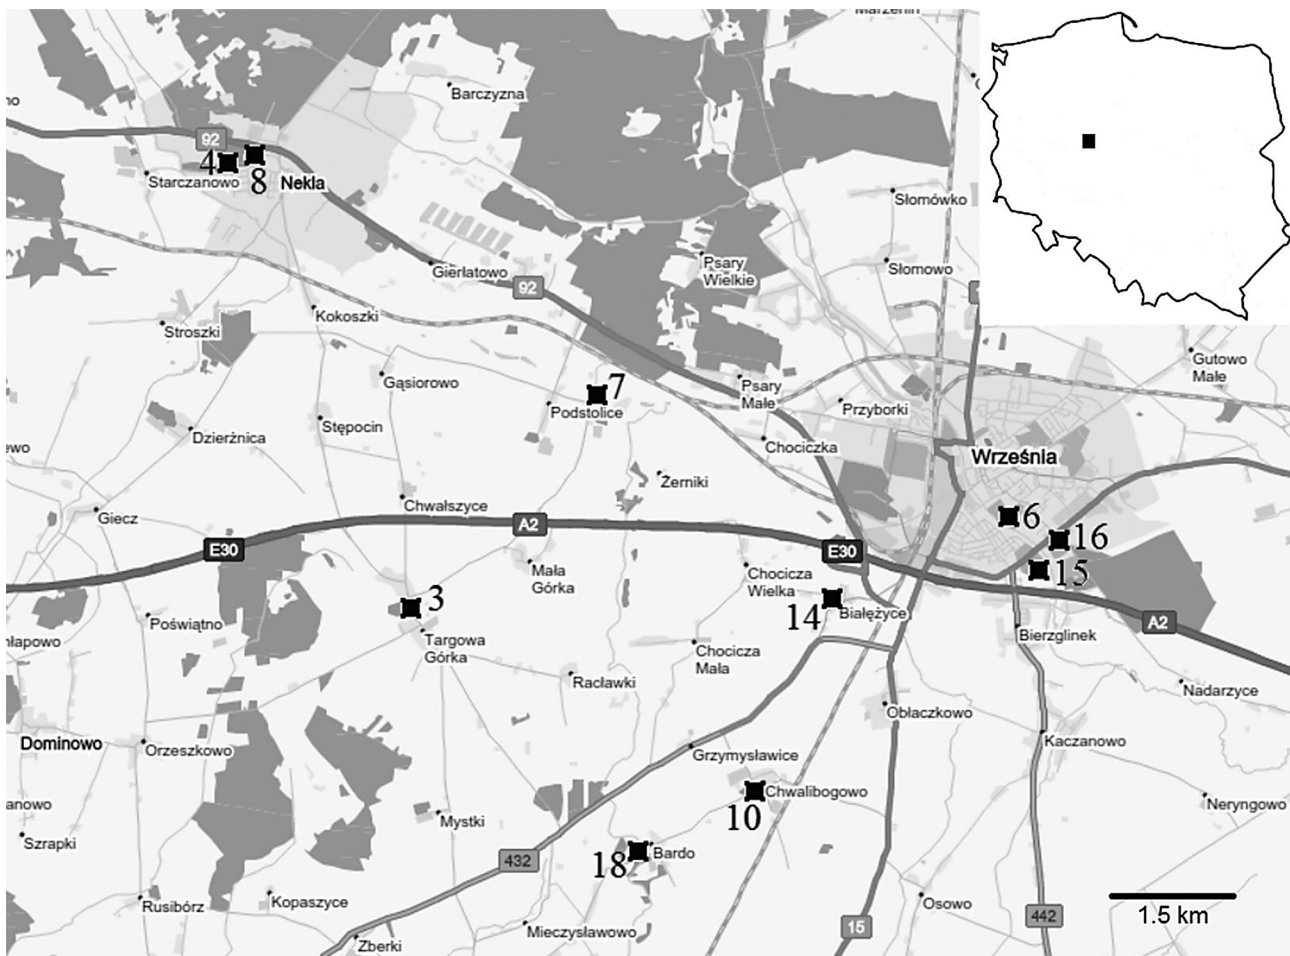 Barczyzna
92
4
8
Starczanowo
Nekla
Słomówko
Psary
Wielkie
Słomowo
Gierłatowo
92
Kokoszki
Stroszki
Gutowo
Małe
Gąsiorowo
7
Psary
Małe
Podstolice
Przyborki
Stępocin
Dzierżnica
Chociczka
Września
Żerniki
Chwałszyce
Giecz
6
A2
E30
E30
16
15
Mała
Górka
Chocicza
Wielka
3
14
Białężyce
A2
Poświątno
Bierzglinek
Targowa
Górka
Chocicza
Mała
Racławki
Nadarzyce
Obłaczkowo
Dominowo
Orzeszkowo
Kaczanowo
Grzymysławice
Chwalibogowo
10
Neryngowo
Mystki
Szrapki
18
Bardo
432
Rusibórz
Kopaszyce
Osowo
1.5 km
442
15
Mieczysławowo
Zberki